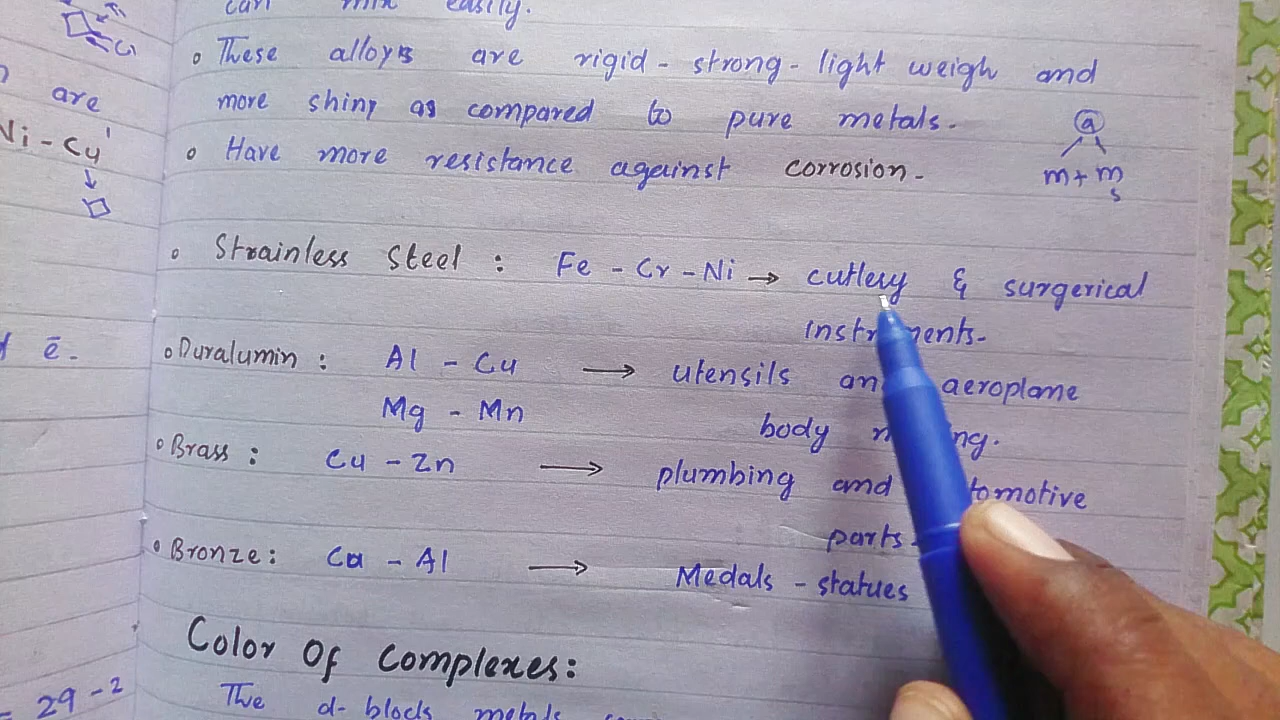 can mix easily.
These alloys are rigid - strong - light weigh and
more shiny as compared to pure metals.
Have more resistance against corrosion.
a
m + m
s
are
Ni - Cu
Strainless Steel : Fe - Cr - Ni → cutlery & surgerical
instruments.
ē.
Duralumin : Al - Cu → utensils and aeroplane
Mg - Mn body
Brass : Cu - Zn → plumbing and
parts.
Bronze : Cu - Al → Medals - statues
Color Of Complexes:
= 29 - 2
The d-block metals